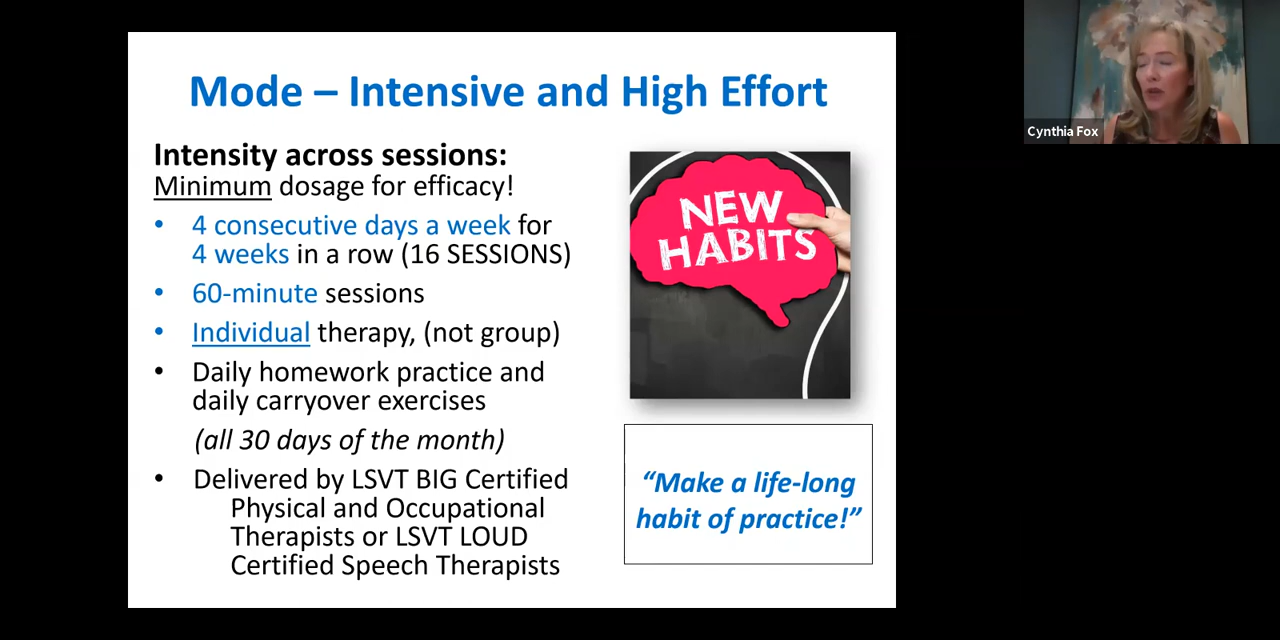 Mode – Intensive and High Effort
Intensity across sessions:
Minimum dosage for efficacy!
• 4 consecutive days a week for
4 weeks in a row (16 SESSIONS)
• 60-minute sessions
• Individual therapy, (not group)
• Daily homework practice and
daily carryover exercises
(all 30 days of the month)
• Delivered by LSVT BIG Certified
Physical and Occupational
Therapists or LSVT LOUD
Certified Speech Therapists
NEW
HABITS
“Make a life-long
habit of practice!”
Cynthia Fox